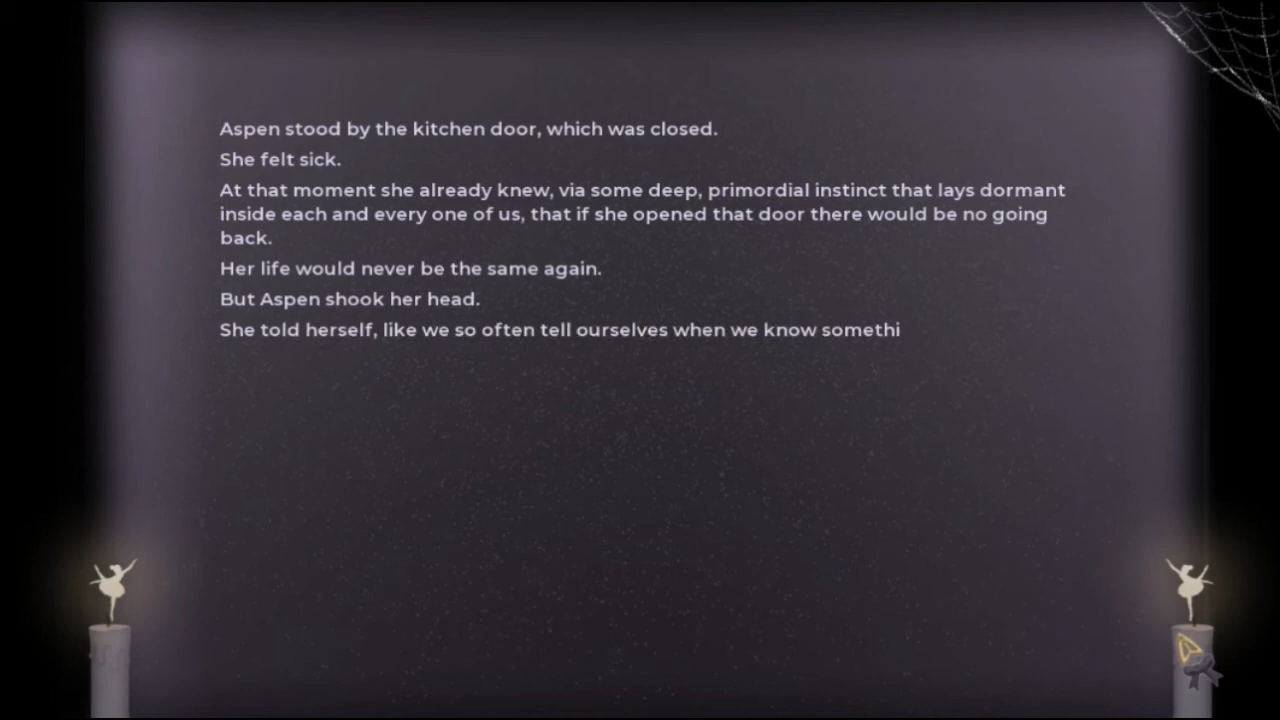 Aspen stood by the kitchen door, which was closed.
She felt sick.
At that moment she already knew, via some deep, primordial instinct that lays dormant
inside each and every one of us, that if she opened that door there would be no going
back.
Her life would never be the same again.
But Aspen shook her head.
She told herself, like we so often tell ourselves when we know somethi